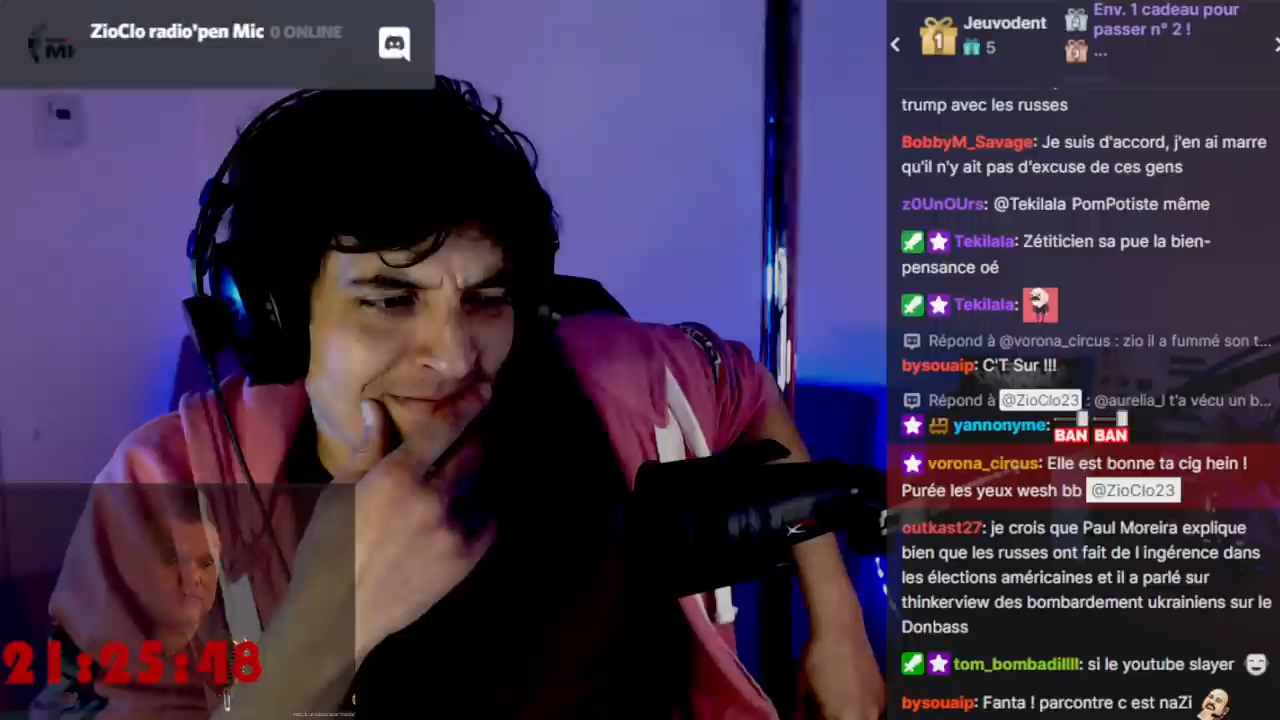 ZioClo radio'pen Mic 0 ONLINE
MI
Jeuvodent
5
1
2
3
Env. 1 cadeau pour
passer n° 2 !
...
trump avec les russes
BobbyM_Savage: Je suis d'accord, j'en ai marre
qu'il n'y ait pas d'excuse de ces gens
z0UnOUrs: @Tekilala PomPotiste même
Tekilala: Zétiticien sa pue la bien-
pensance oé
Tekilala:
Répond à @vorona_circus : zio il a fummé son t...
bysouaip: C'T Sur !!!
Répond à @ZioClo23 : @aurelia_l t'a vécu un b...
yannonyme: BAN BAN
vorona_circus: Elle est bonne ta cig hein !
Purée les yeux wesh bb @ZioClo23
outkast27: je crois que Paul Moreira explique
bien que les russes ont fait de l ingérence dans
les élections américaines et il a parlé sur
thinkerview des bombardement ukrainiens sur le
Donbass
tom_bombadillll: si le youtube slayer
bysouaip: Fanta ! parcontre c est naZi
21:25:48